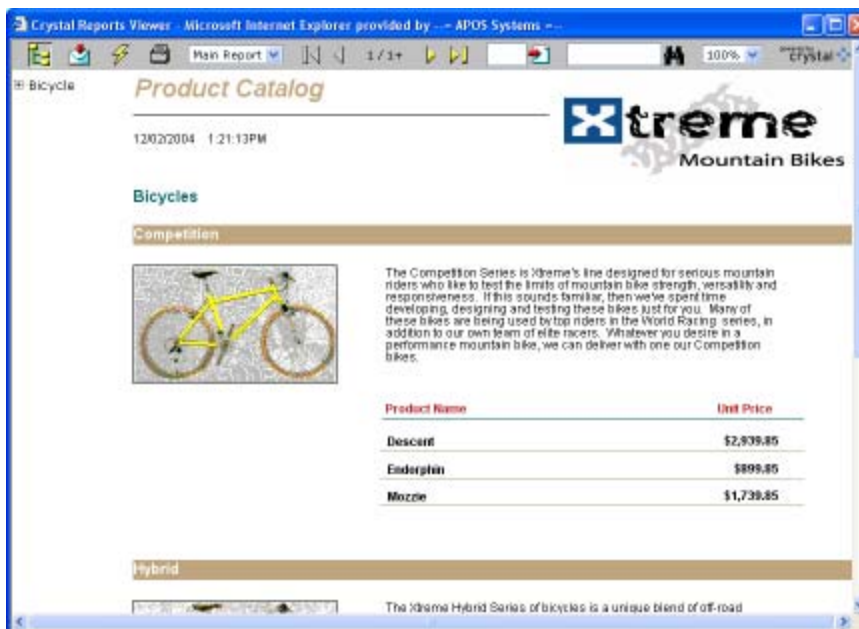 Crystal Reports Viewer - Microsoft Internet Explorer provided by --= APOS Systems =--
Main Report 1 / 1+ 100% crystal
Bicycle
Product Catalog
12/02/2004 1:21:13PM
Xtreme
Mountain Bikes
Bicycles
Competition
The Competition Series is Xtreme's line designed for serious mountain
riders who like to test the limits of mountain bike strength, versatility and
responsiveness. If this sounds familiar, then we've spent time
developing, designing and testing these bikes just for you. Many of
these bikes are being used by top riders in the World Racing series, in
addition to our own team of elite racers. Whatever you desire in a
performance mountain bike, we can deliver with one our Competition
bikes.
Product Name Unit Price
Descent $2,939.85
Endorphin $899.85
Mozzie $1,739.85
Hybrid
The Xtreme Hybrid Series of bicycles is a unique blend of off-road